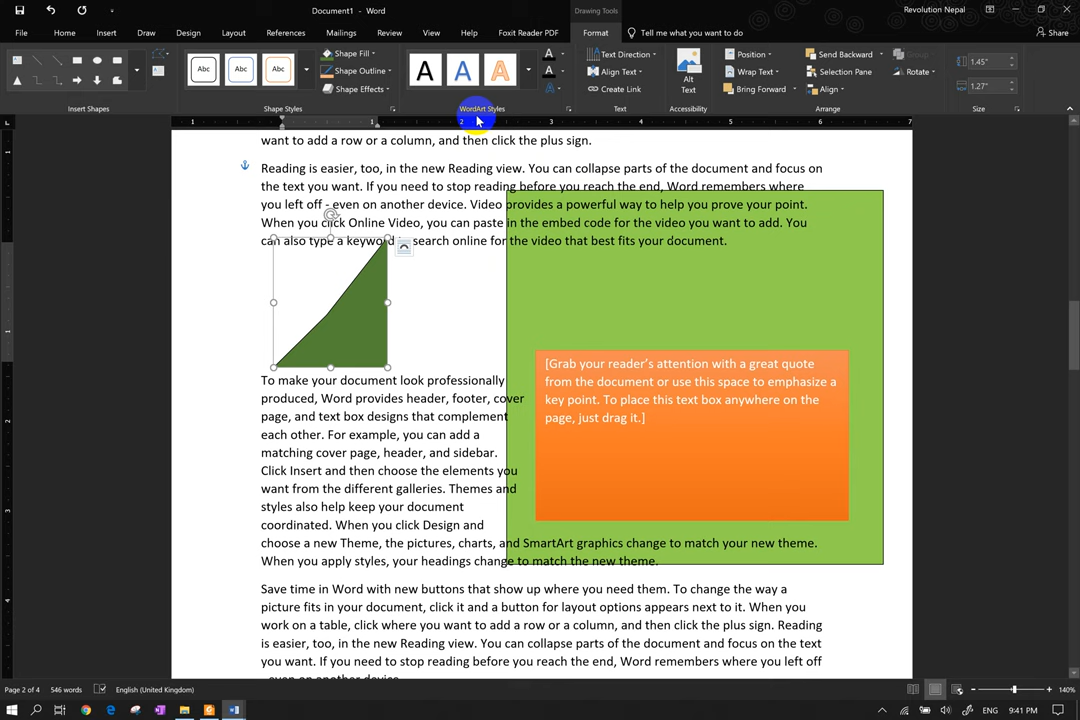 Document1 - Word
Drawing Tools
Revolution Nepal
File
Home
Insert
Draw
Design
Layout
References
Mailings
Review
View
Help
Foxit Reader PDF
Format
Tell me what you want to do
Share
Abc
Abc
Abc
Shape Fill
Shape Outline
Shape Effects
A
A
A
A
A
A
Text Direction
Align Text
Create Link
Alt
Text
Position
Wrap Text
Bring Forward
Send Backward
Selection Pane
Align
Group
Rotate
1.45"
1.27"
Insert Shapes
Shape Styles
WordArt Styles
Text
Accessibility
Arrange
Size
1 1 2 3 4 5 6 7
want to add a row or a column, and then click the plus sign.
Reading is easier, too, in the new Reading view. You can collapse parts of the document and focus on
the text you want. If you need to stop reading before you reach the end, Word remembers where
you left off - even on another device. Video provides a powerful way to help you prove your point.
When you click Online Video, you can paste in the embed code for the video you want to add. You
can also type a keyword to search online for the video that best fits your document.
[Grab your reader's attention with a great quote
from the document or use this space to emphasize a
key point. To place this text box anywhere on the
page, just drag it.]
To make your document look professionally
produced, Word provides header, footer, cover
page, and text box designs that complement
each other. For example, you can add a
matching cover page, header, and sidebar.
Click Insert and then choose the elements you
want from the different galleries. Themes and
styles also help keep your document
coordinated. When you click Design and
choose a new Theme, the pictures, charts, and SmartArt graphics change to match your new theme.
When you apply styles, your headings change to match the new theme.
Save time in Word with new buttons that show up where you need them. To change the way a
picture fits in your document, click it and a button for layout options appears next to it. When you
work on a table, click where you want to add a row or a column, and then click the plus sign. Reading
is easier, too, in the new Reading view. You can collapse parts of the document and focus on the text
you want. If you need to stop reading before you reach the end, Word remembers where you left off
- even on another device.
Page 2 of 4
546 words
English (United Kingdom)
140%
ENG
9:41 PM